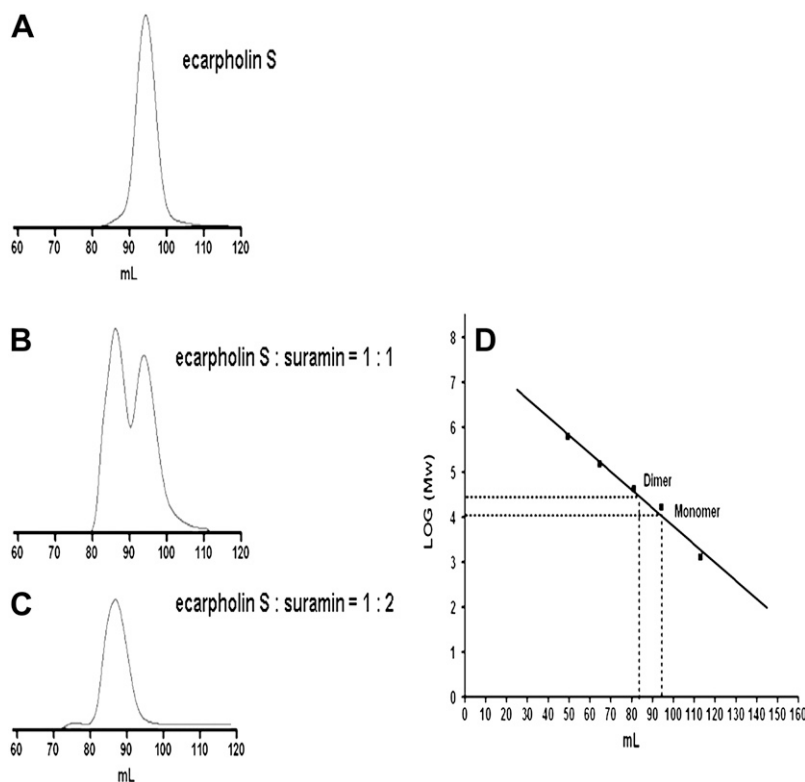 A
ecarpholin S
60 70 80 90 100 110 120
mL
B
ecarpholin S : suramin = 1 : 1
60 70 80 90 100 110 120
mL
C
ecarpholin S : suramin = 1 : 2
60 70 80 90 100 110 120
mL
D
8
7
6
5
4
3
2
1
0
LOG (Mw)
Dimer
Monomer
0 10 20 30 40 50 60 70 80 90 100 110 120 130 140 150 160
mL